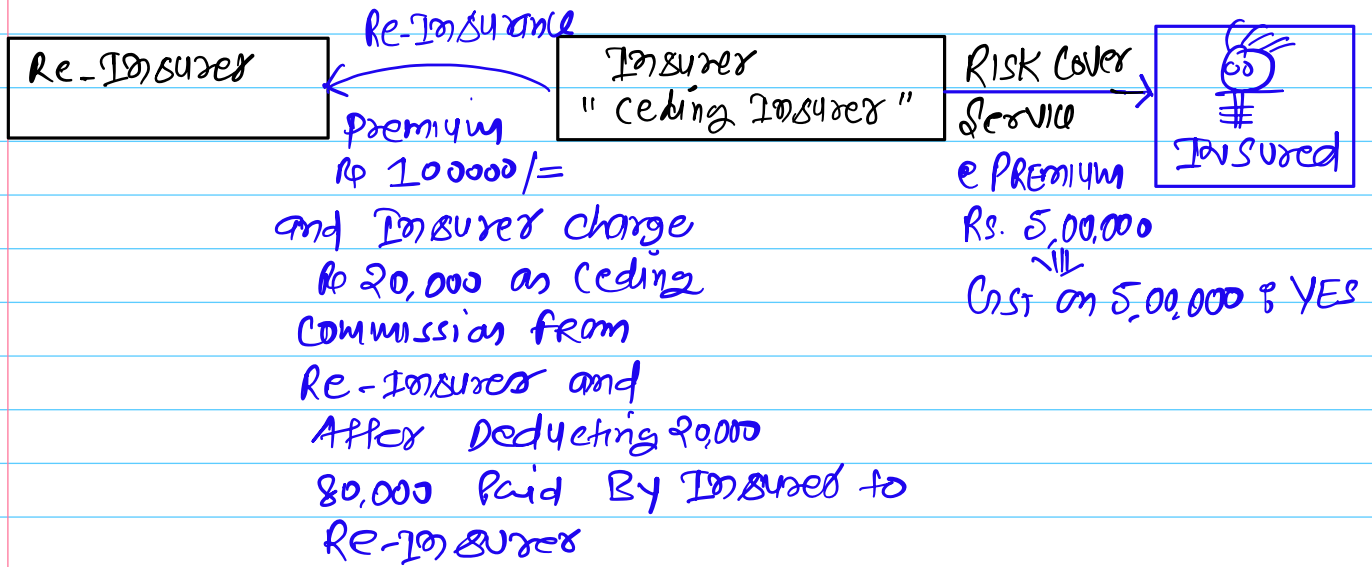 Re-Insurance
Re-Insurer
Insurer
"Ceding Insurer"
RISK Cover
Service
INSured
Premium
Rs 100000/=
and Insurer charge
Rs 20,000 as Ceding
Commission from
Re-Insurer and
After Deducting 20,000
80,000 Paid By Insurer to
Re-Insurer
@ PREMIUM
Rs. 5,00,000
GST on 5,00,000 : YES